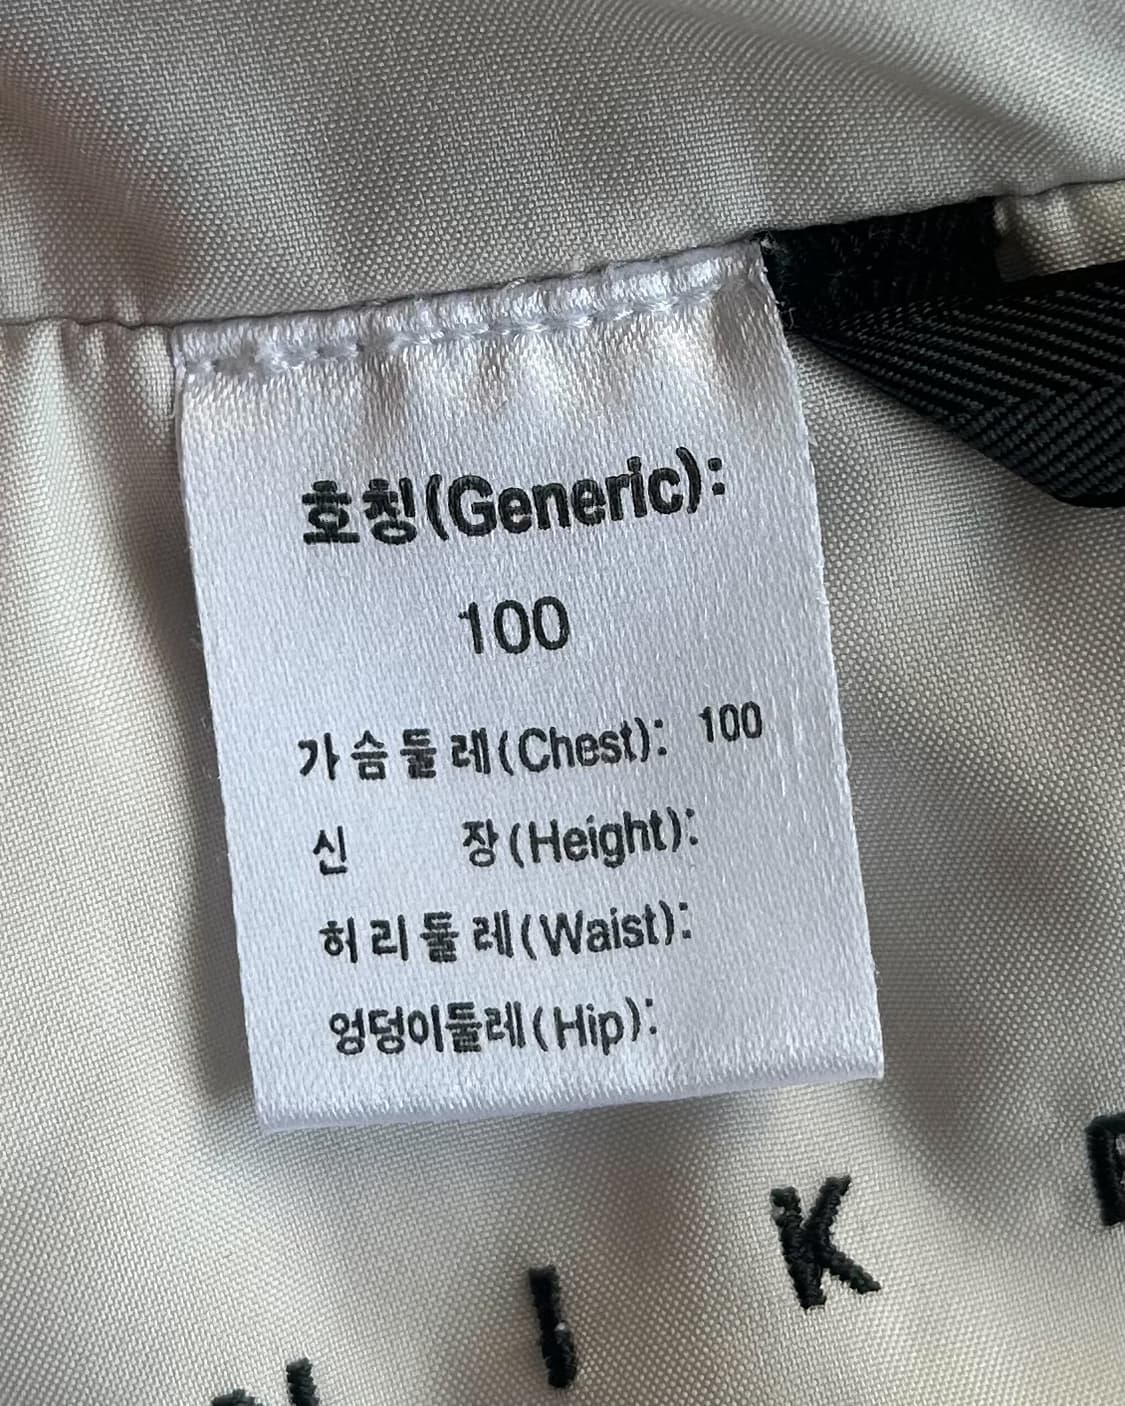 호칭(Generic):
100
가슴둘레(Chest): 100
신 장(Height):
허리둘레(Waist):
엉덩이둘레(Hip):
N I K E